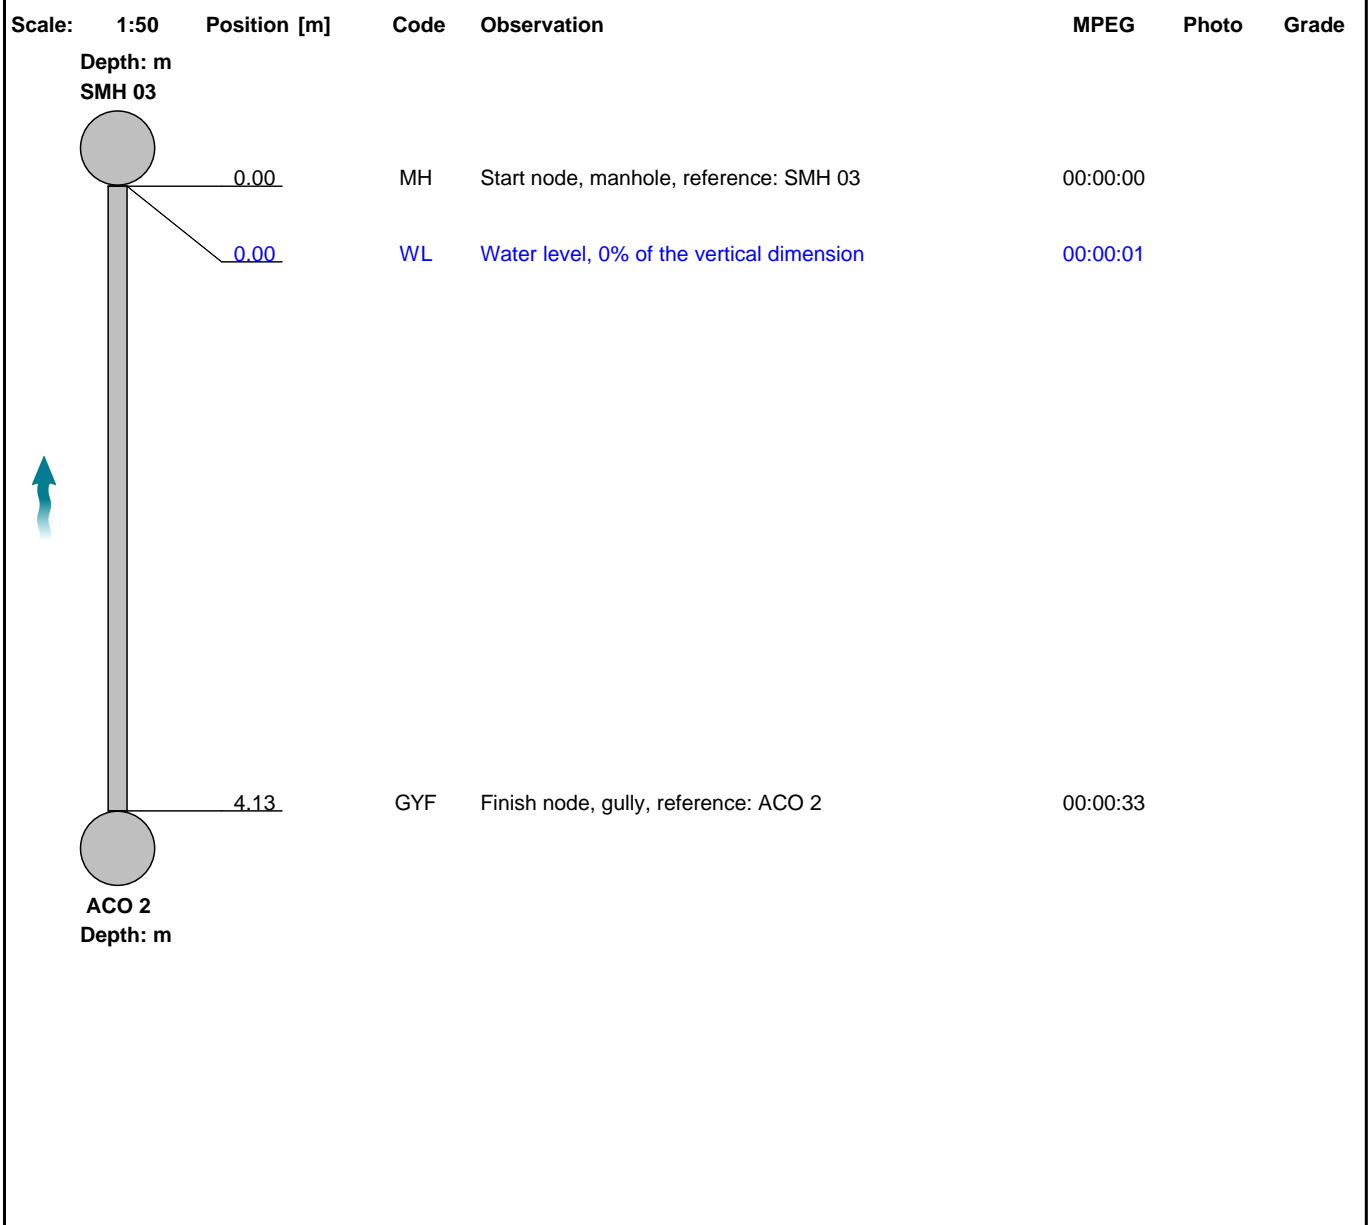 Scale: 1:50 Position [m] Code Observation MPEG Photo Grade
Depth: m
SMH 03
0.00 MH Start node, manhole, reference: SMH 03 00:00:00
0.00 WL Water level, 0% of the vertical dimension 00:00:01
4.13 GYF Finish node, gully, reference: ACO 2 00:00:33
ACO 2
Depth: m